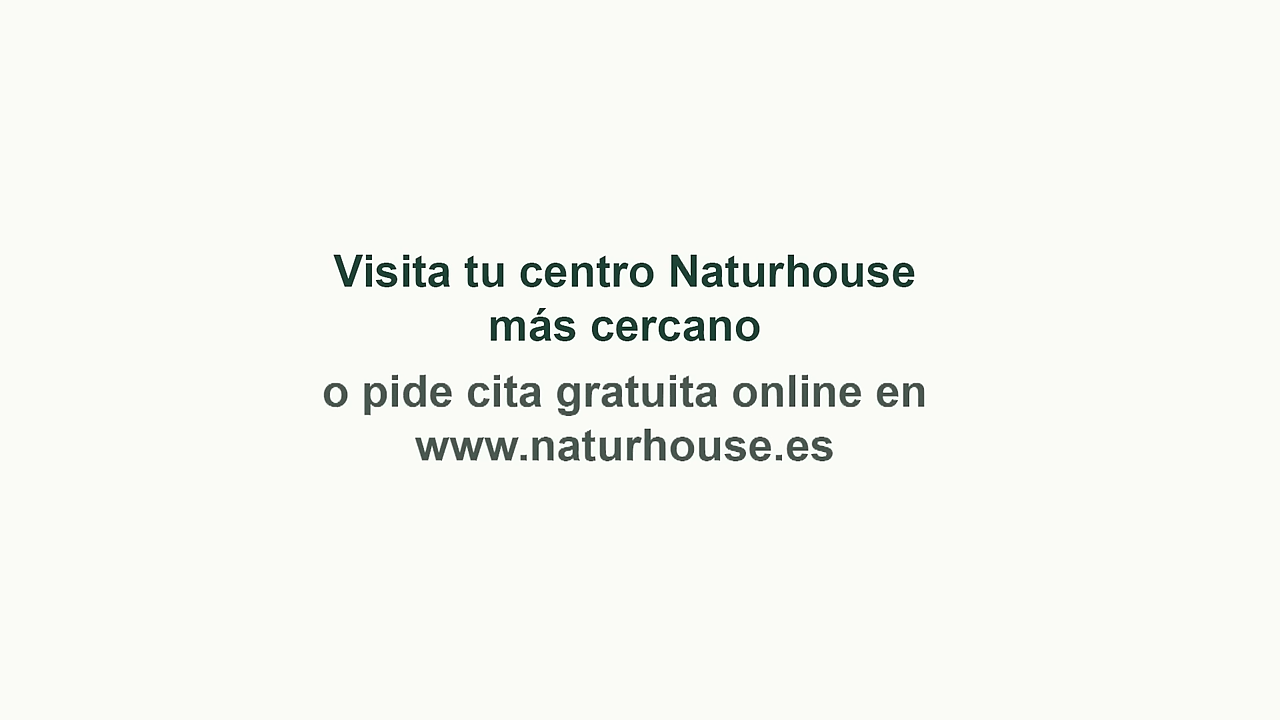 Visita tu centro Naturhouse
más cercano
o pide cita gratuita online en
www.naturhouse.es